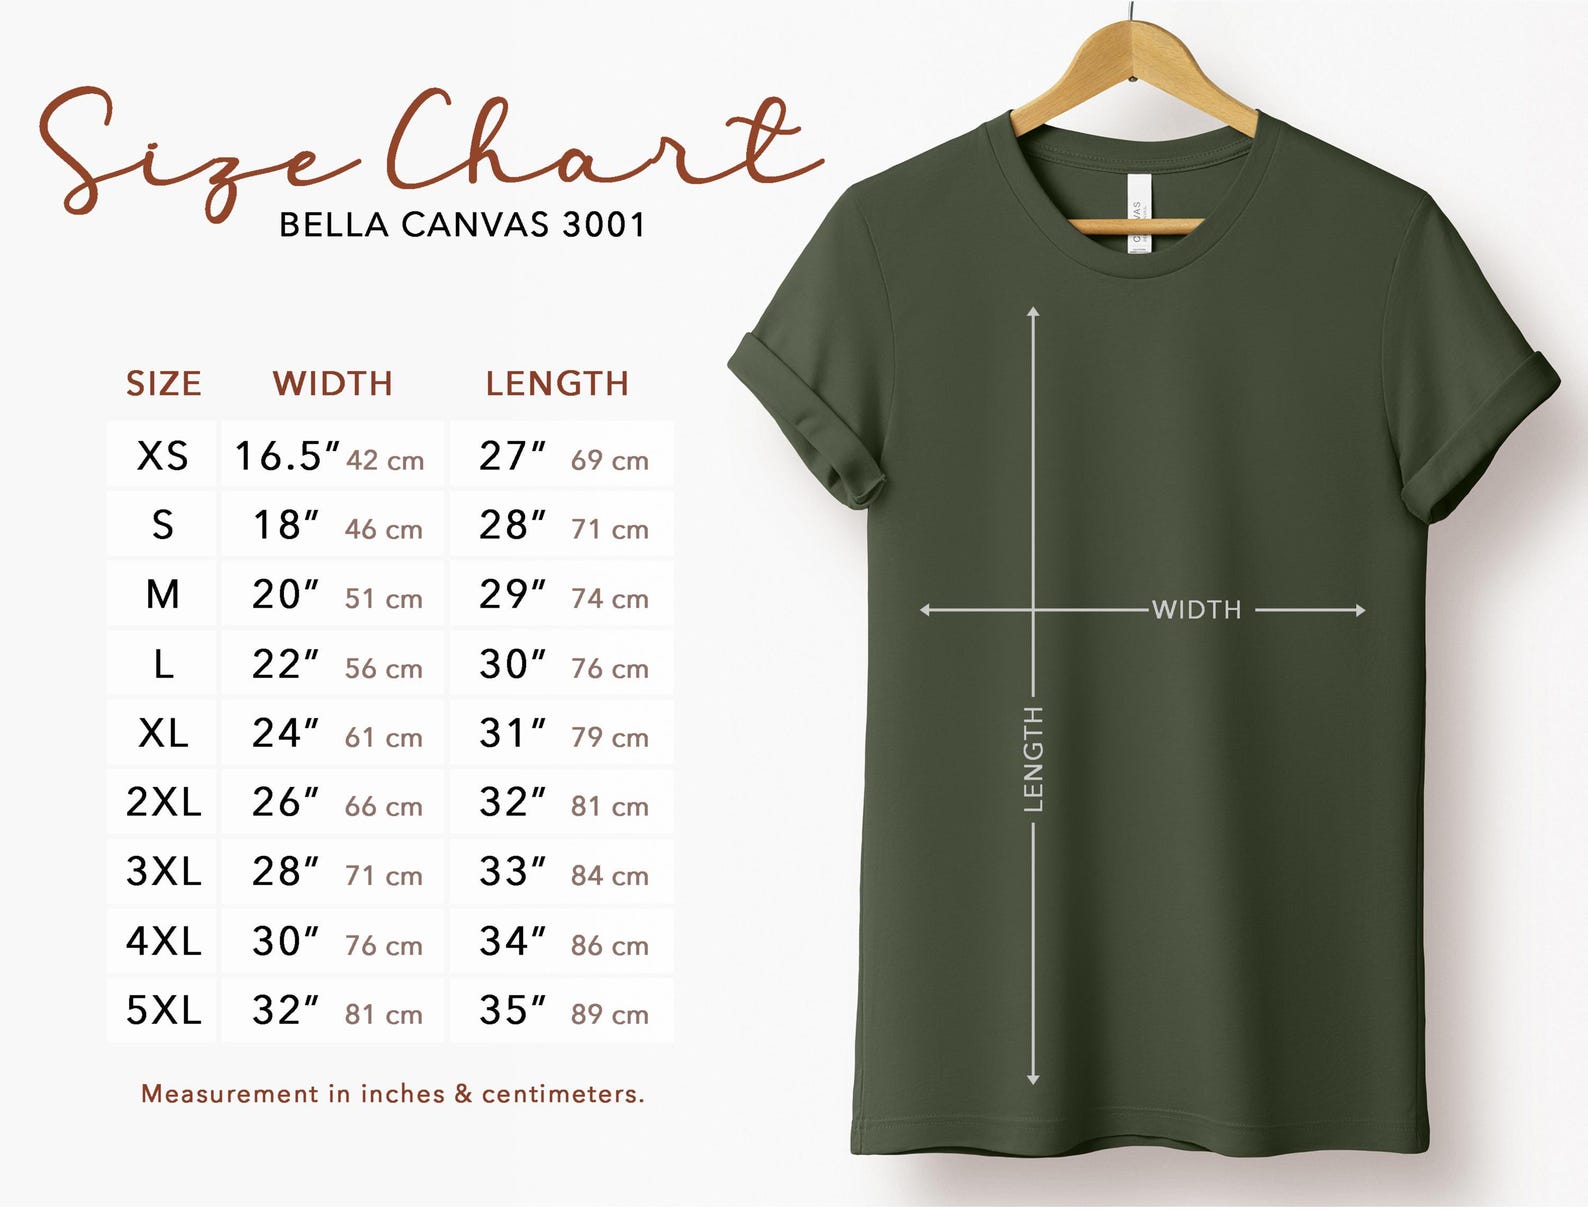 Size Chart
BELLA CANVAS 3001
SIZE WIDTH LENGTH
XS 16.5" 42 cm 27" 69 cm
S 18" 46 cm 28" 71 cm
M 20" 51 cm 29" 74 cm
L 22" 56 cm 30" 76 cm
XL 24" 61 cm 31" 79 cm
2XL 26" 66 cm 32" 81 cm
3XL 28" 71 cm 33" 84 cm
4XL 30" 76 cm 34" 86 cm
5XL 32" 81 cm 35" 89 cm
Measurement in inches & centimeters.
WIDTH
LENGTH